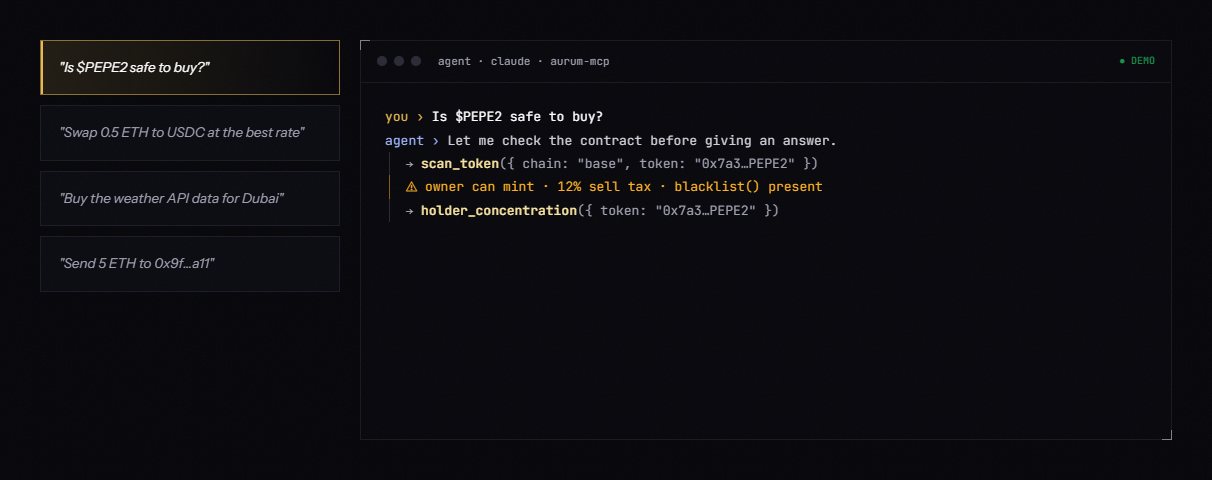 "Is $PEPE2 safe to buy?"
"Swap 0.5 ETH to USDC at the best rate"
"Buy the weather API data for Dubai"
"Send 5 ETH to 0x9f…a11"
agent · claude · aurum-mcp
● DEMO
you › Is $PEPE2 safe to buy?
agent › Let me check the contract before giving an answer.
→ scan_token({ chain: "base", token: "0x7a3…PEPE2" })
⚠ owner can mint · 12% sell tax · blacklist() present
→ holder_concentration({ token: "0x7a3…PEPE2" })